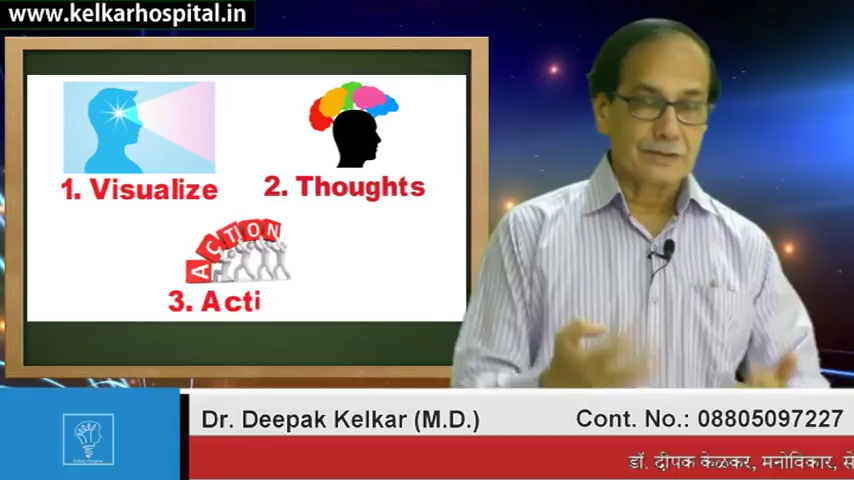 www.kelkarhospital.in
1. Visualize
2. Thoughts
ACTION
3. Acti
Dr. Deepak Kelkar (M.D.)
Cont. No.: 08805097227
डॉ. दीपक केळकर, मनोविकार, से